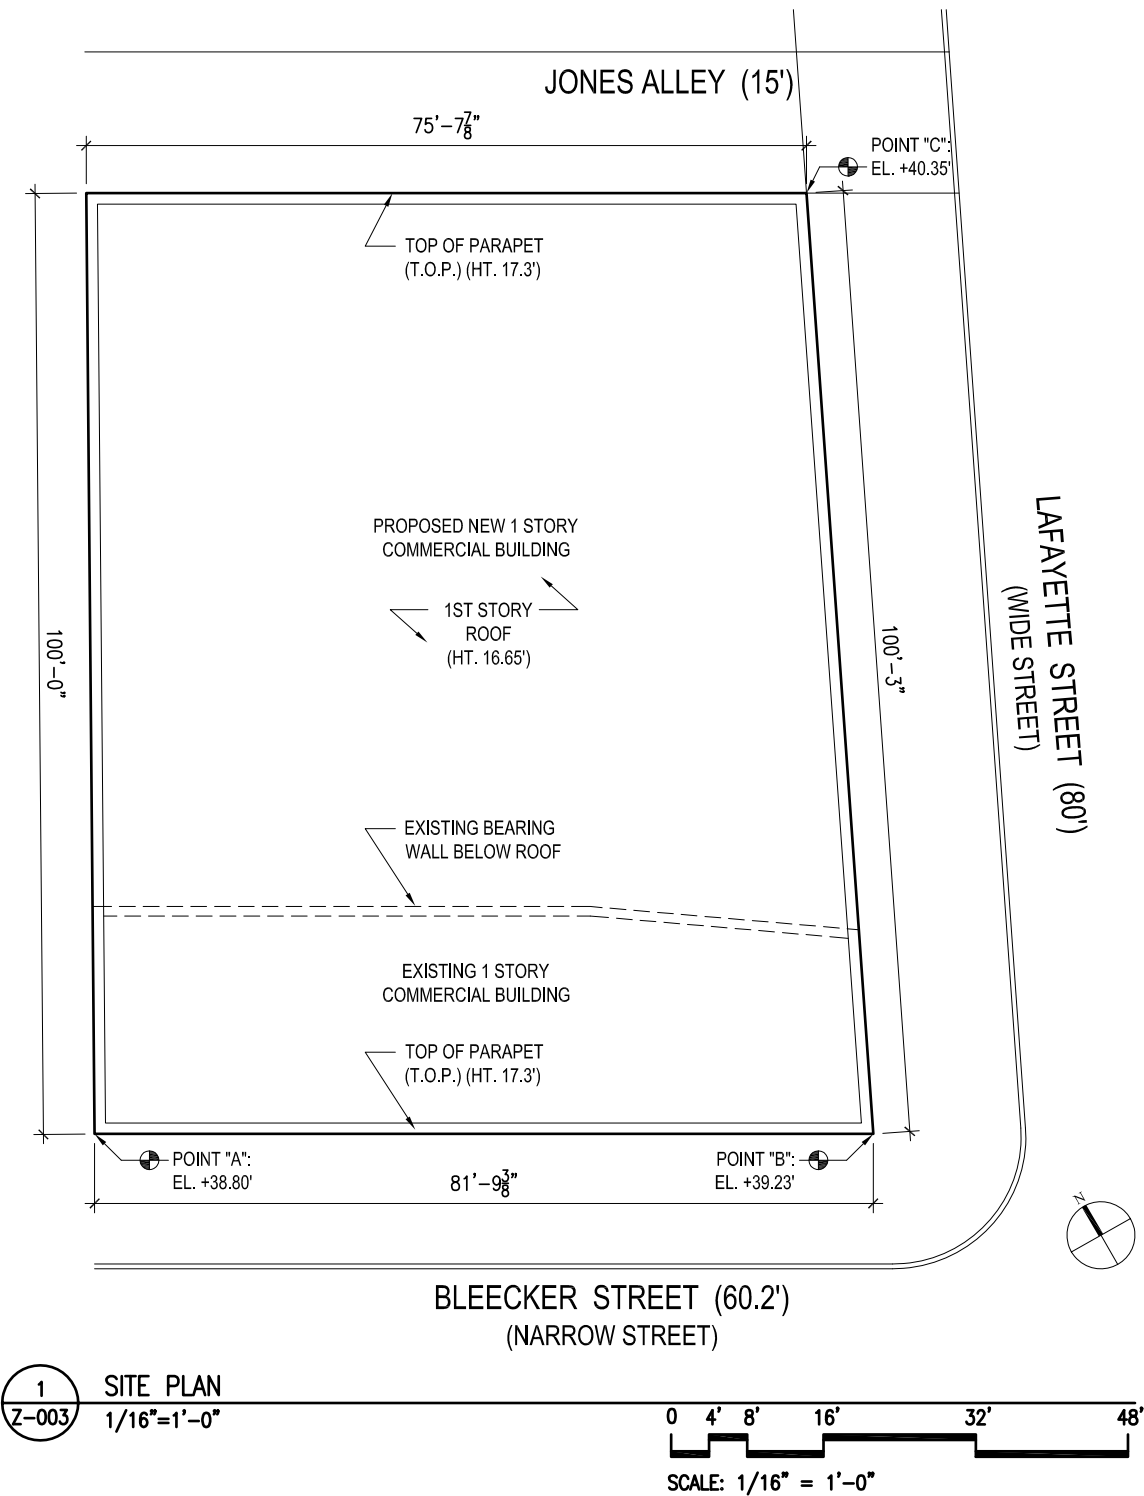 JONES ALLEY (15')
75'-7⅞"
POINT "C":
EL. +40.35'
TOP OF PARAPET
(T.O.P.) (HT. 17.3')
PROPOSED NEW 1 STORY
COMMERCIAL BUILDING
1ST STORY
ROOF
(HT. 16.65')
100'-0"
100'-3"
LAFAYETTE STREET (80')
(WIDE STREET)
EXISTING BEARING
WALL BELOW ROOF
EXISTING 1 STORY
COMMERCIAL BUILDING
TOP OF PARAPET
(T.O.P.) (HT. 17.3')
POINT "A":
EL. +38.80'
81'-9⅜"
POINT "B":
EL. +39.23'
N
BLEECKER STREET (60.2')
(NARROW STREET)
1
Z-003
SITE PLAN
1/16"=1'-0"
0 4' 8' 16' 32' 48'
SCALE: 1/16" = 1'-0"